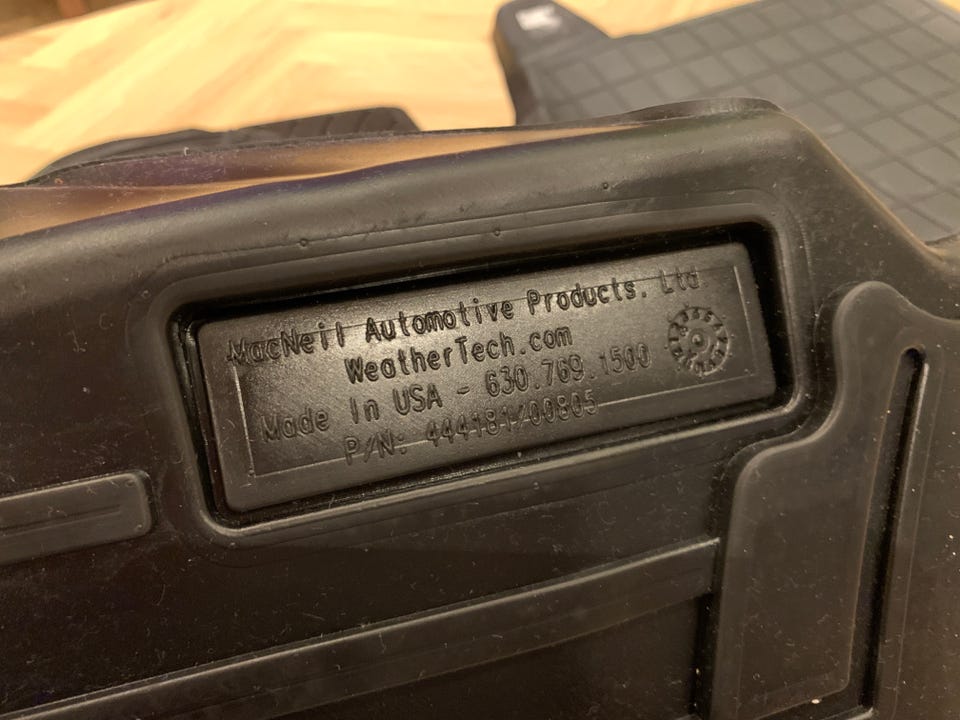 MacNeil Automotive Products. Ltd.
WeatherTech.com
Made In USA - 630.769.1500
P/N: 444181/00805